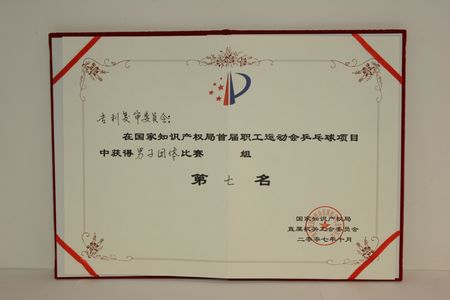 专利复审委员会：
在国家知识产权局首届职工运动会乒乓球项目
中获得男子团体比赛 组
第 七 名
国家知识产权局
直属机关工会委员会
二〇〇七年十月